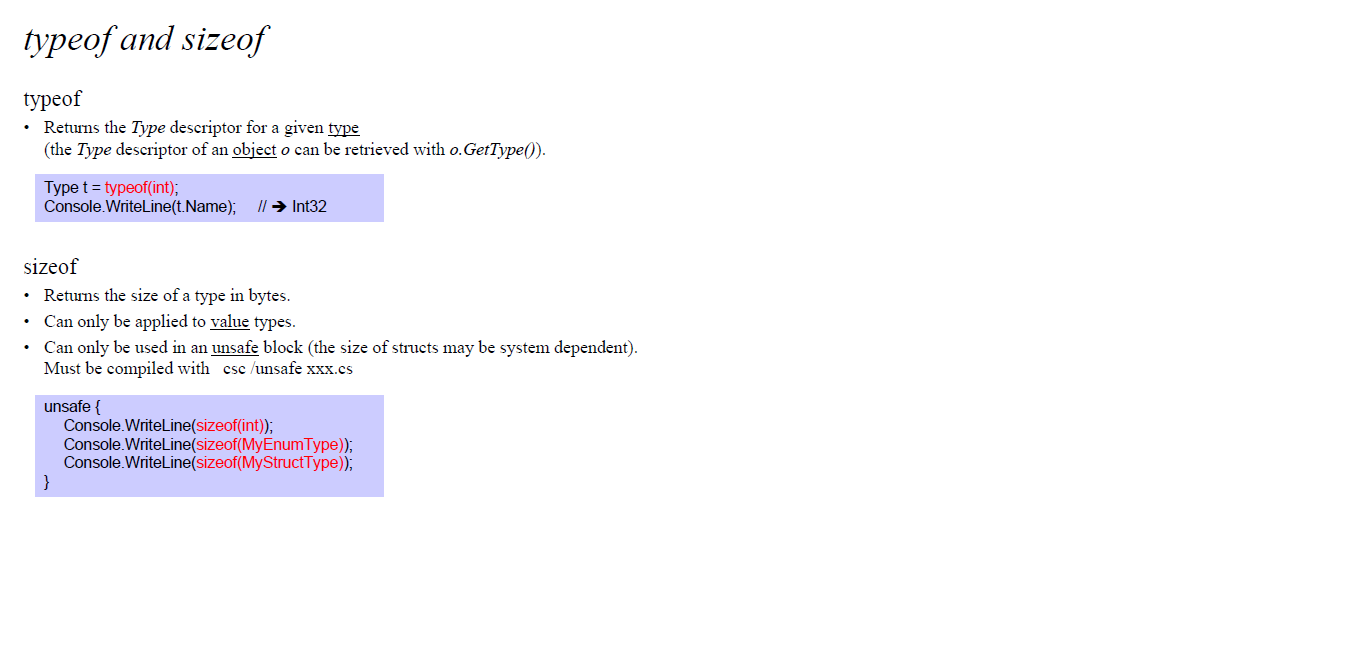 typeof and sizeof
typeof
• Returns the Type descriptor for a given type
(the Type descriptor of an object o can be retrieved with o.GetType()).
Type t = typeof(int);
Console.WriteLine(t.Name); // ➔ Int32
sizeof
• Returns the size of a type in bytes.
• Can only be applied to value types.
• Can only be used in an unsafe block (the size of structs may be system dependent).
Must be compiled with csc /unsafe xxx.cs
unsafe {
Console.WriteLine(sizeof(int));
Console.WriteLine(sizeof(MyEnumType));
Console.WriteLine(sizeof(MyStructType));
}